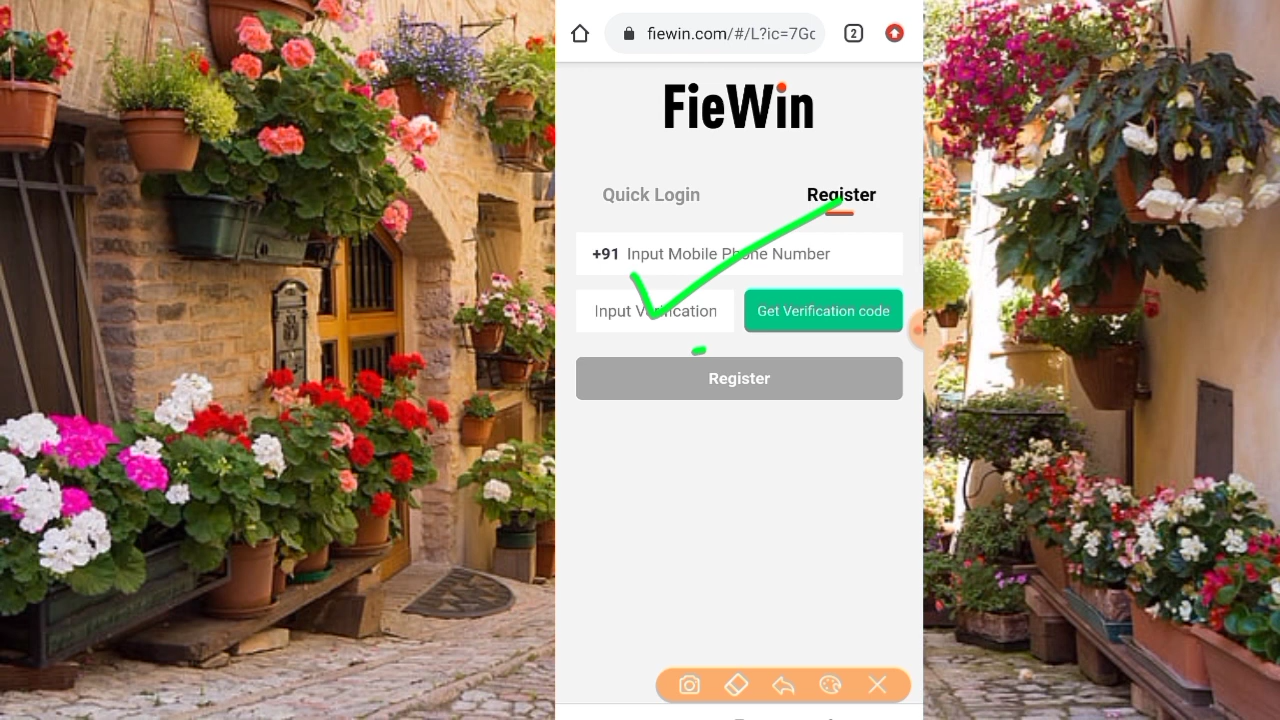 fiewin.com/#/L?ic=7Gc
2
FieWin
Quick Login
Register
+91 Input Mobile Phone Number
Input Verification
Get Verification code
Register